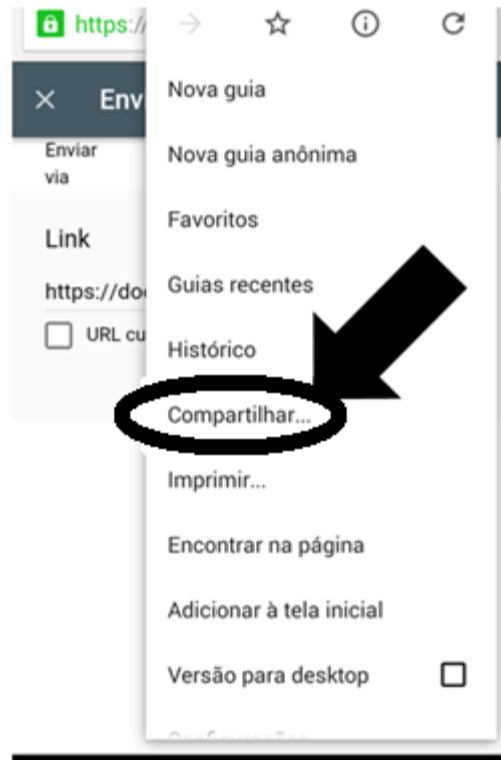 https://
Env
Enviar
via
Link
https://do
URL cu
Nova guia
Nova guia anônima
Favoritos
Guias recentes
Histórico
Compartilhar...
Imprimir...
Encontrar na página
Adicionar à tela inicial
Versão para desktop